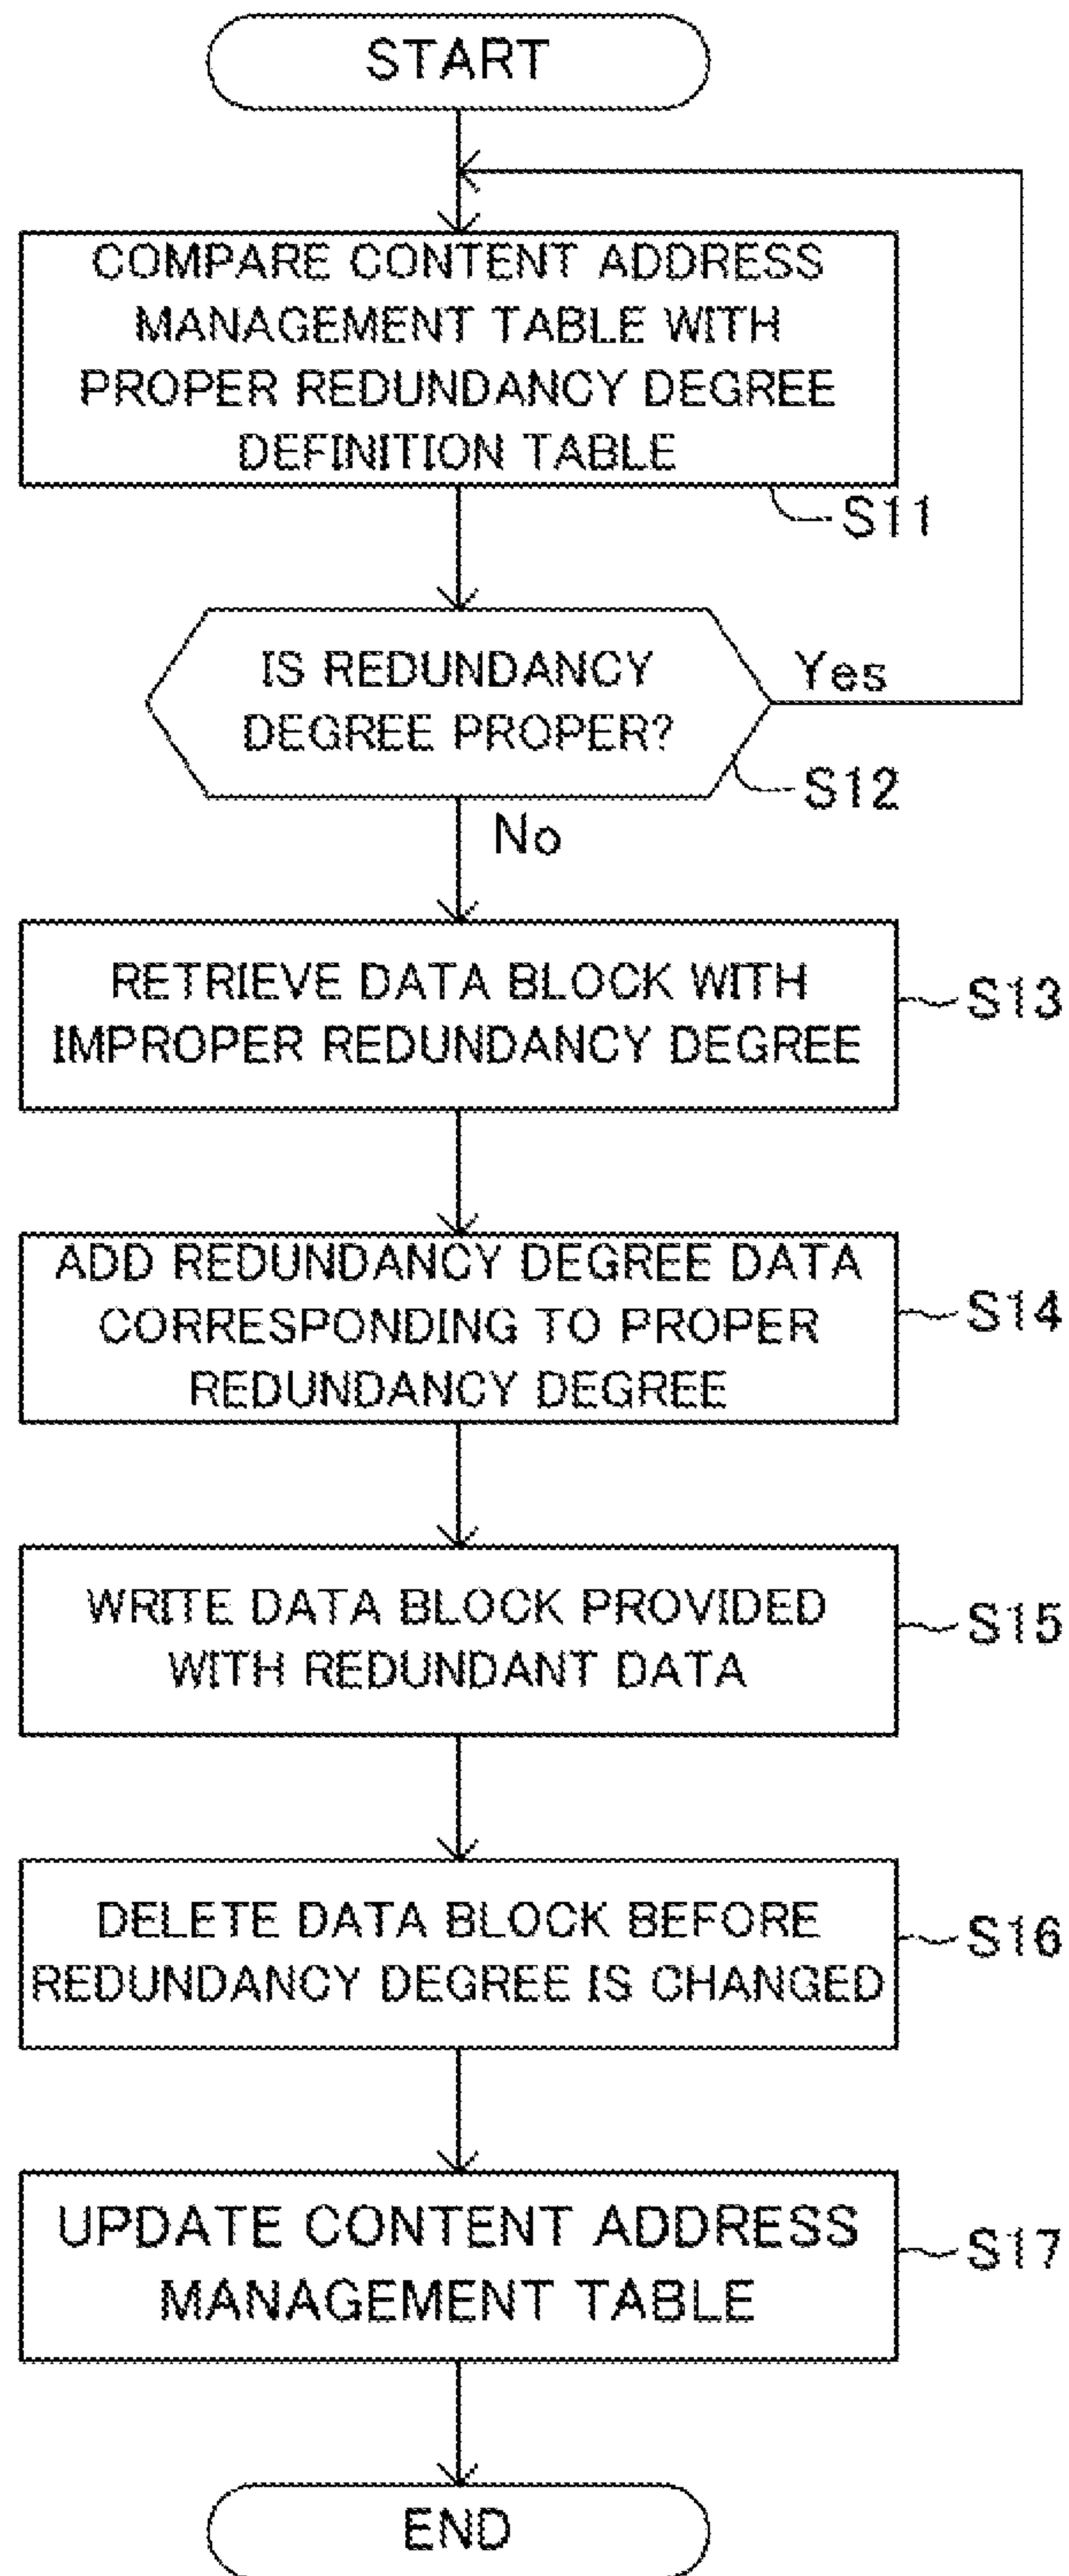 START
COMPARE CONTENT ADDRESS
MANAGEMENT TABLE WITH
PROPER REDUNDANCY DEGREE
DEFINITION TABLE
S11
IS REDUNDANCY
DEGREE PROPER?
Yes
S12
No
RETRIEVE DATA BLOCK WITH
IMPROPER REDUNDANCY DEGREE
S13
ADD REDUNDANCY DEGREE DATA
CORRESPONDING TO PROPER
REDUNDANCY DEGREE
S14
WRITE DATA BLOCK PROVIDED
WITH REDUNDANT DATA
S15
DELETE DATA BLOCK BEFORE
REDUNDANCY DEGREE IS CHANGED
S16
UPDATE CONTENT ADDRESS
MANAGEMENT TABLE
S17
END